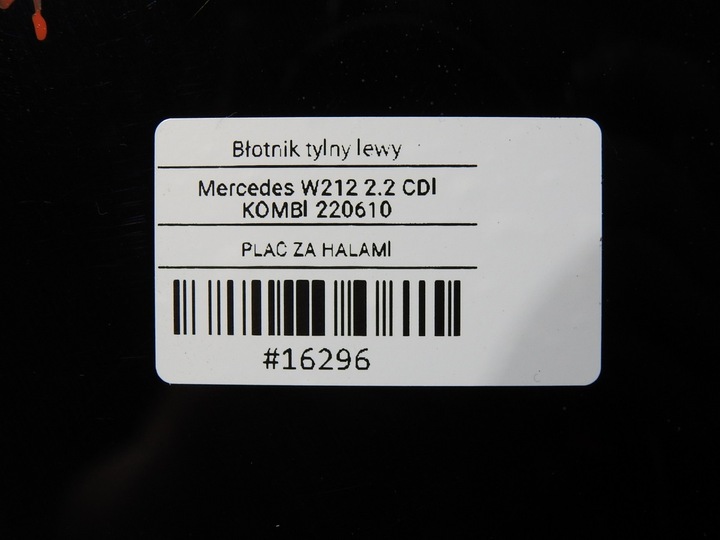 Błotnik tylny lewy
Mercedes W212 2.2 CDI
KOMBI 220610
PLAC ZA HALAMI
#16296